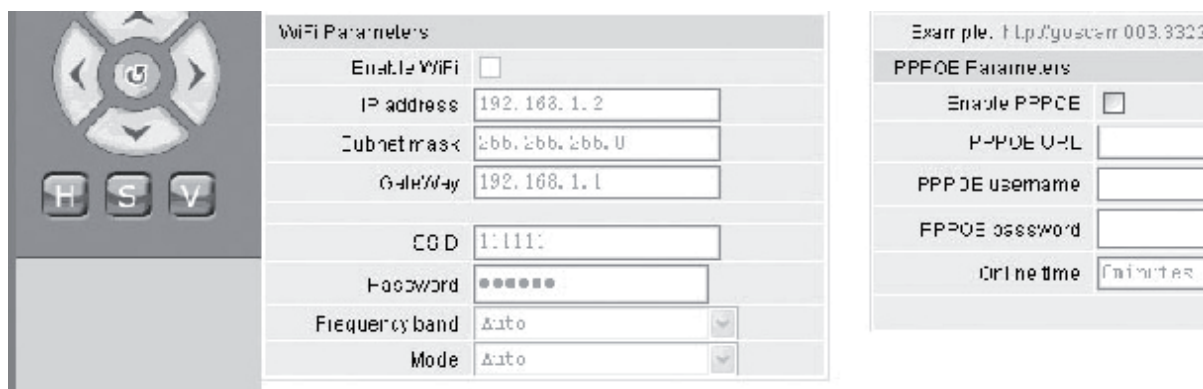 WiFi Parameters
Enable WiFi
IP address 192.168.1.2
Subnet mask 255.255.255.0
GateWay 192.168.1.1
H S V
SSID 111111
Password ●●●●●●
Frequency band Auto
Mode Auto
Example:
PPPOE Parameters
Enable PPPOE
PPPOE URL
PPPOE username
PPPOE password
Online time 0minutes